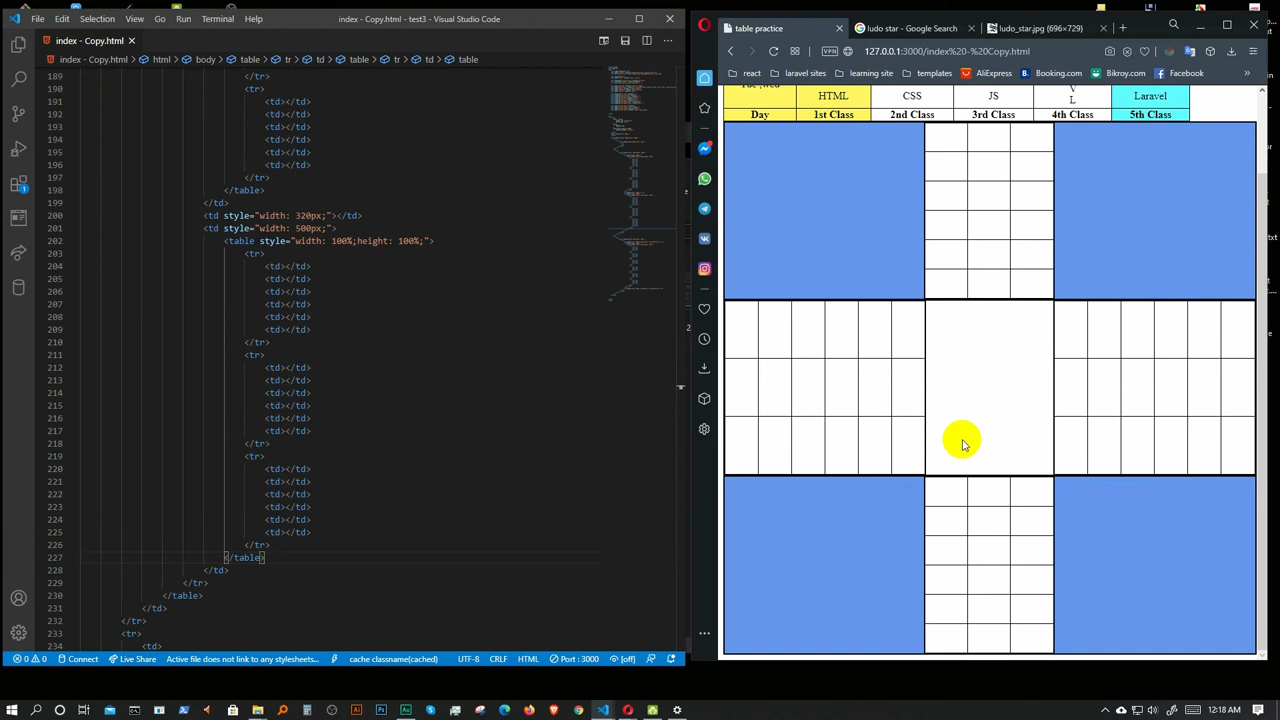 File Edit Selection View Go Run Terminal Help
index - Copy.html - test3 - Visual Studio Code
index - Copy.html
index - Copy.html > html > body > table > tr > td > table > tr > td > table
189 </tr>
190 <tr>
191 <td></td>
192 <td></td>
193 <td></td>
194 <td></td>
195 <td></td>
196 <td></td>
197 </tr>
198 </table>
199 </td>
200 <td style="width: 320px;"></td>
201 <td style="width: 500px;">
202 <table style="width: 100%;height: 100%;">
203 <tr>
204 <td></td>
205 <td></td>
206 <td></td>
207 <td></td>
208 <td></td>
209 <td></td>
210 </tr>
211 <tr>
212 <td></td>
213 <td></td>
214 <td></td>
215 <td></td>
216 <td></td>
217 <td></td>
218 </tr>
219 <tr>
220 <td></td>
221 <td></td>
222 <td></td>
223 <td></td>
224 <td></td>
225 <td></td>
226 </tr>
227 </table>
228 </td>
229 </tr>
230 </table>
231 </td>
232 </tr>
233 <tr>
234 <td>
1
0 0 Connect Live Share Active file does not link to any stylesheets... cache classname(cached) UTF-8 CRLF HTML Port : 3000 [off]
table practice
ludo star - Google Search
ludo_star.jpg (696×729)
VPN 127.0.0.1:3000/index%20-%20Copy.html
react laravel sites learning site templates AliExpress Booking.com Bikroy.com Facebook
HTML CSS JS L Laravel
Day 1st Class 2nd Class 3rd Class 4th Class 5th Class
12:18 AM